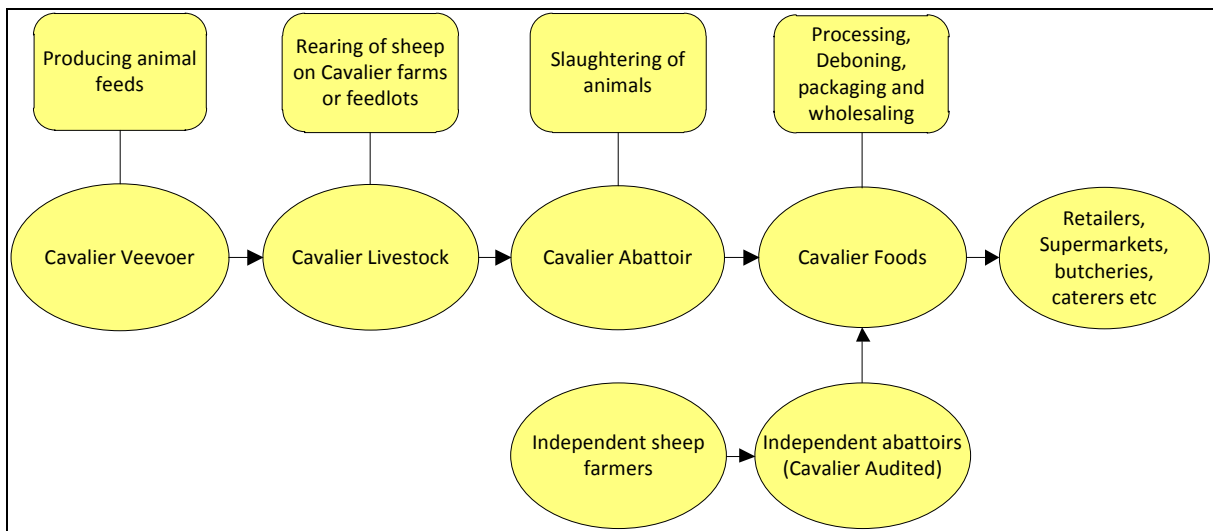 Producing animal
feeds
Rearing of sheep
on Cavalier farms
or feedlots
Slaughtering of
animals
Processing,
Deboning,
packaging and
wholesaling
Cavalier Veevoer
Cavalier Livestock
Cavalier Abattoir
Cavalier Foods
Retailers,
Supermarkets,
butcheries,
caterers etc
Independent sheep
farmers
Independent abattoirs
(Cavalier Audited)